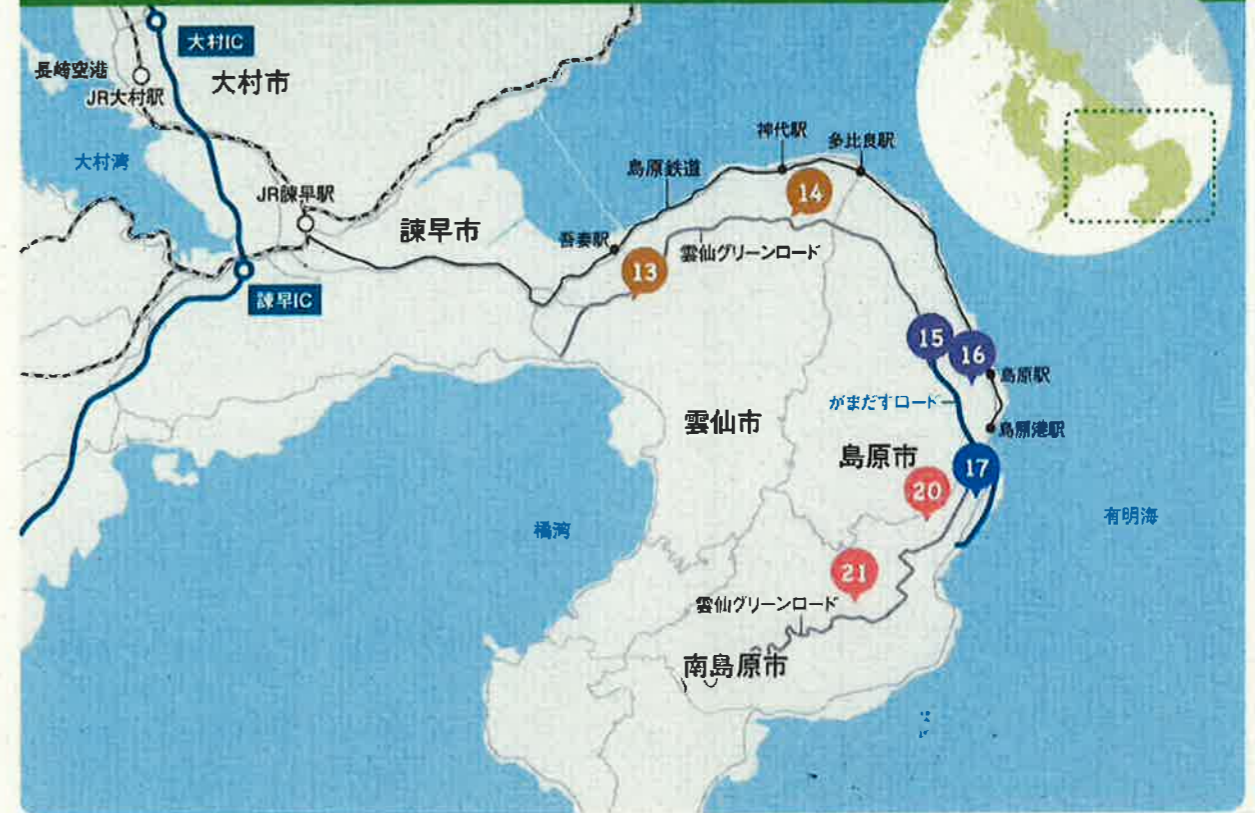 大村IC
長崎空港
JR大村駅
大村市
大村湾
神代駅
多比良駅
島原鉄道
14
JR諫早駅
諫早市
吾妻駅
雲仙グリーンロード
13
諫早IC
15
16
島原駅
がまだすロード
雲仙市
島原港駅
島原市
17
20
有明海
橘湾
21
雲仙グリーンロード
南島原市